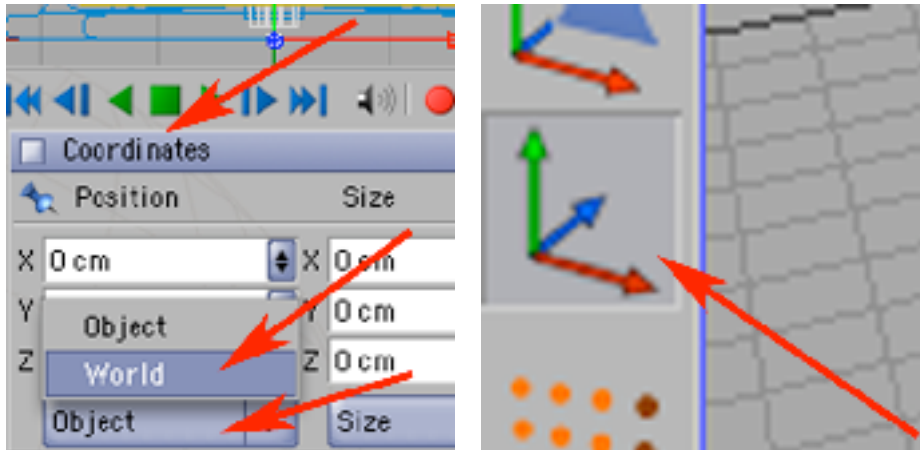 Coordinates
Position Size
X 0 cm X 0 cm
Y Y 0 cm
Object
Z World Z 0 cm
Object Size